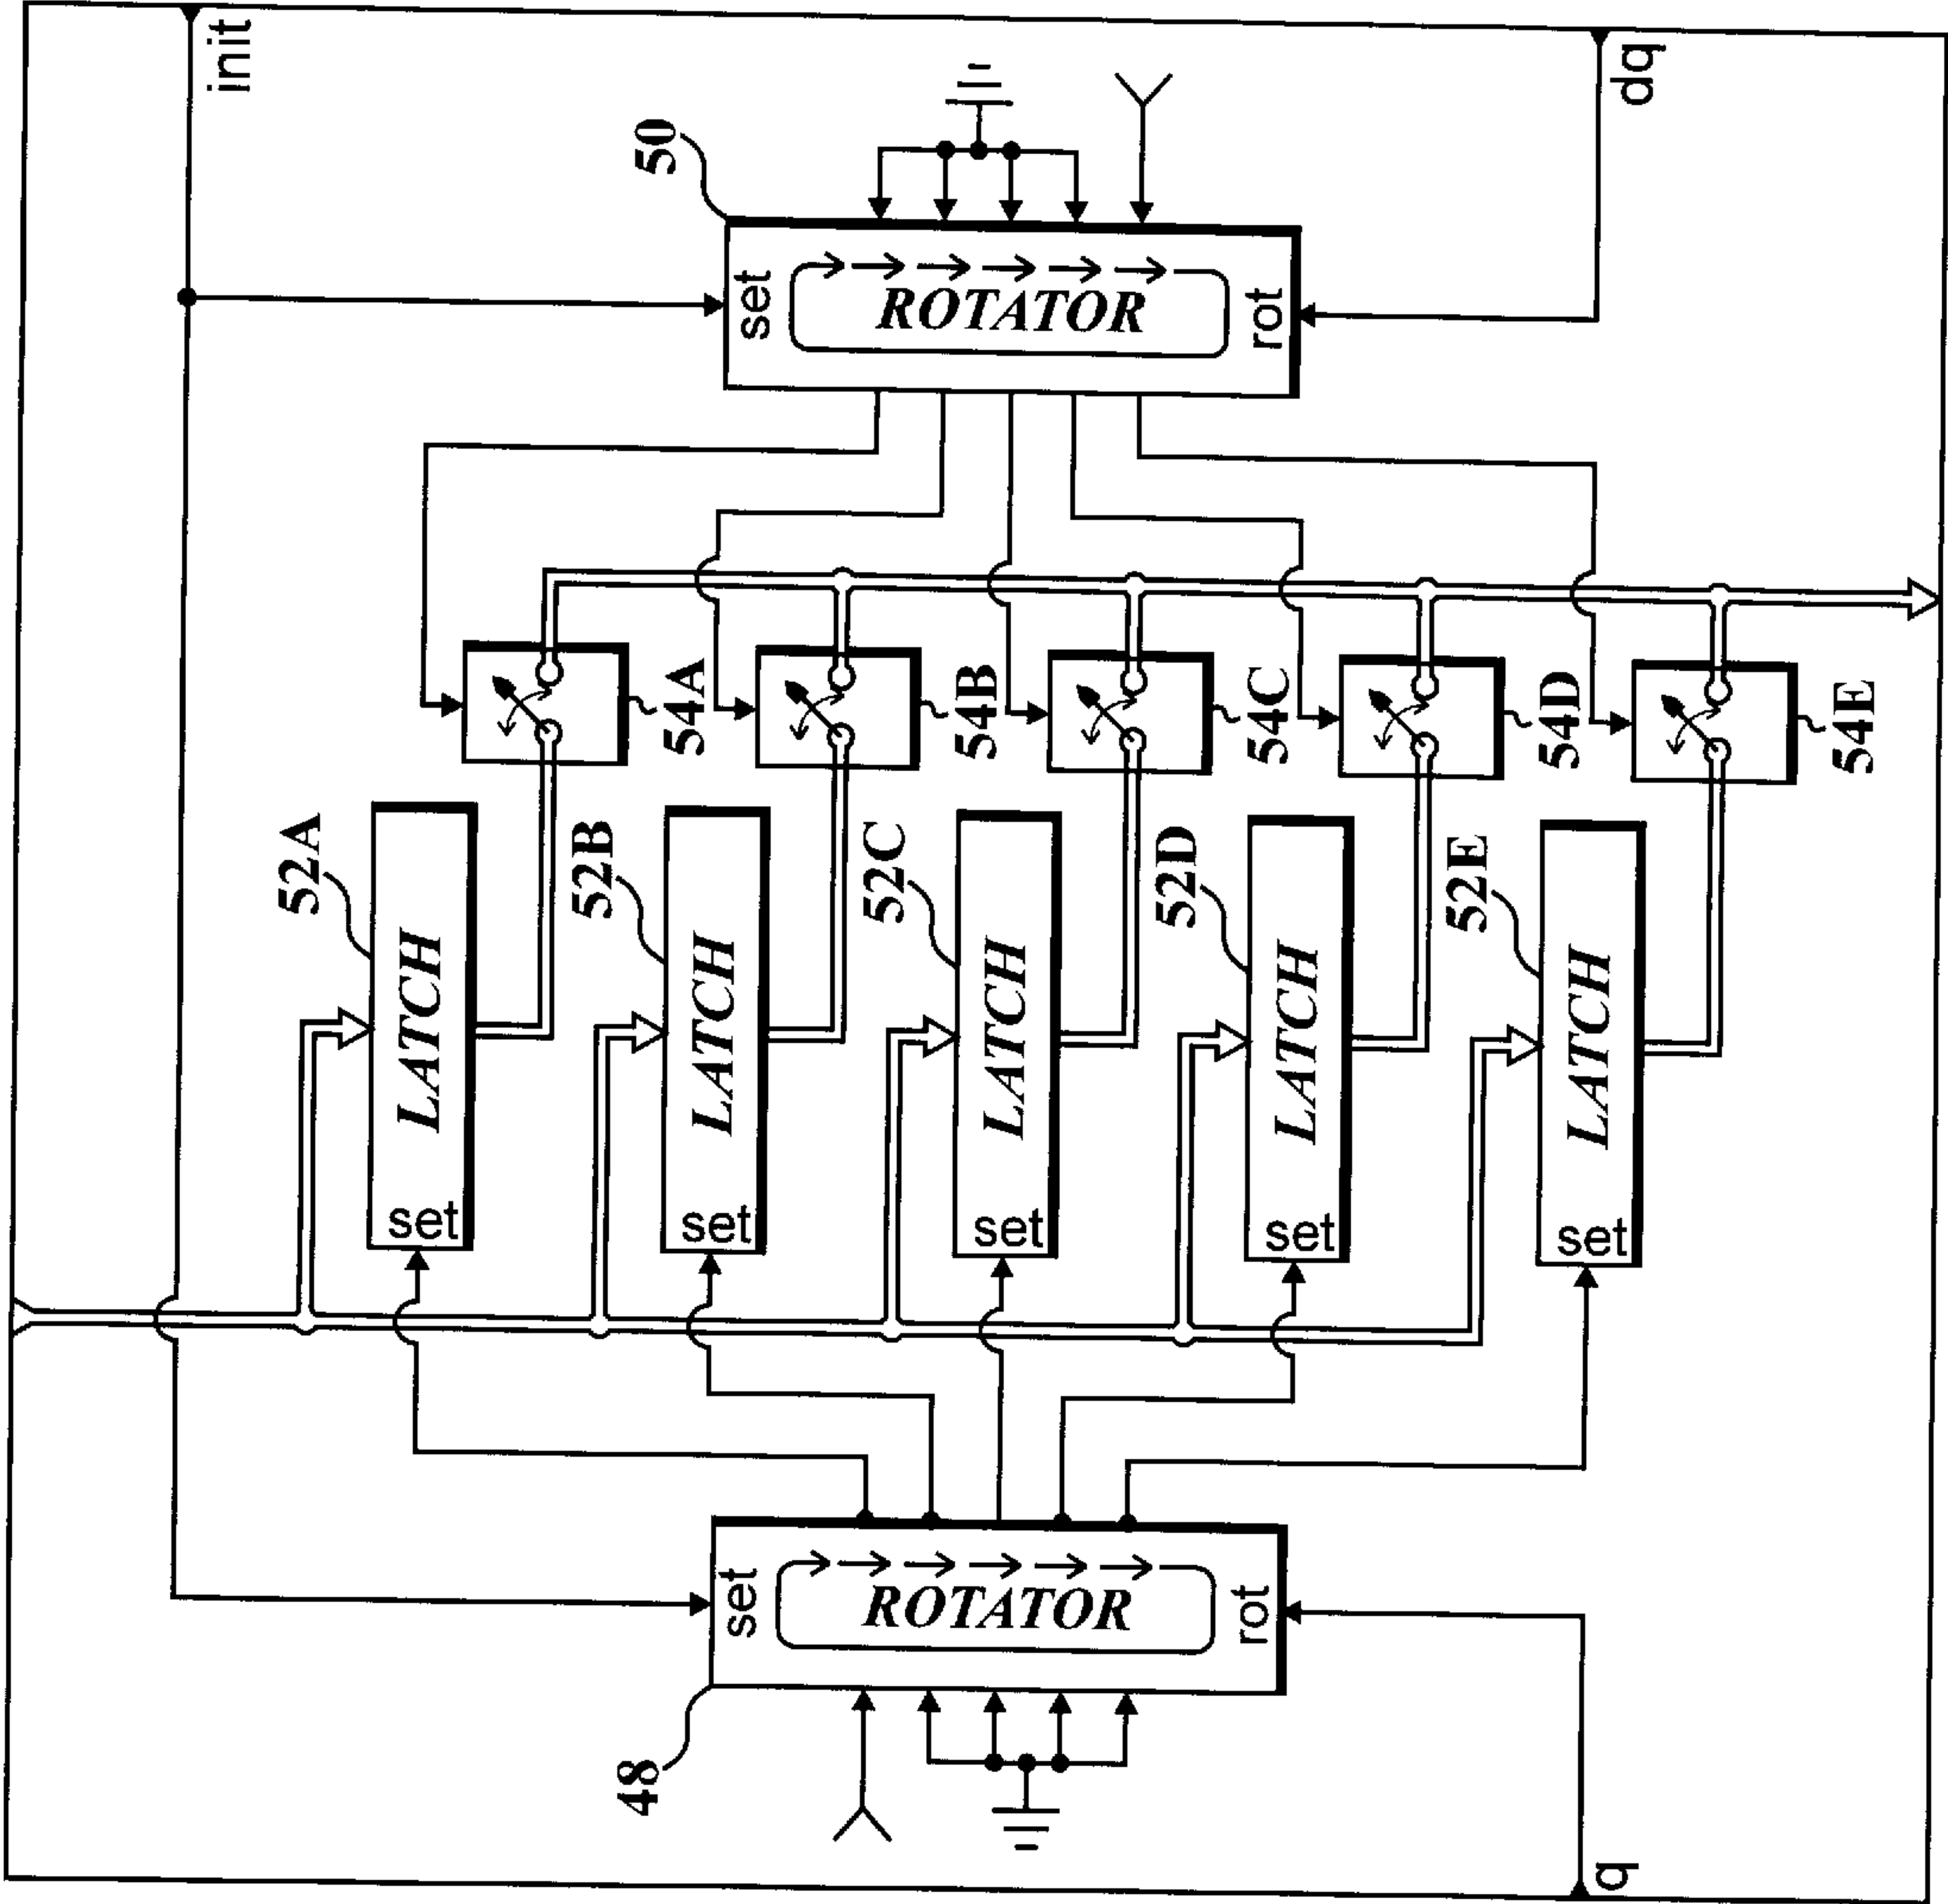 init
dq
50
set
ROTATOR
rot
54A
54B
54C
54D
54E
52A
52B
52C
52D
52E
LATCH
set
LATCH
set
LATCH
set
LATCH
set
LATCH
set
set
ROTATOR
rot
48
q